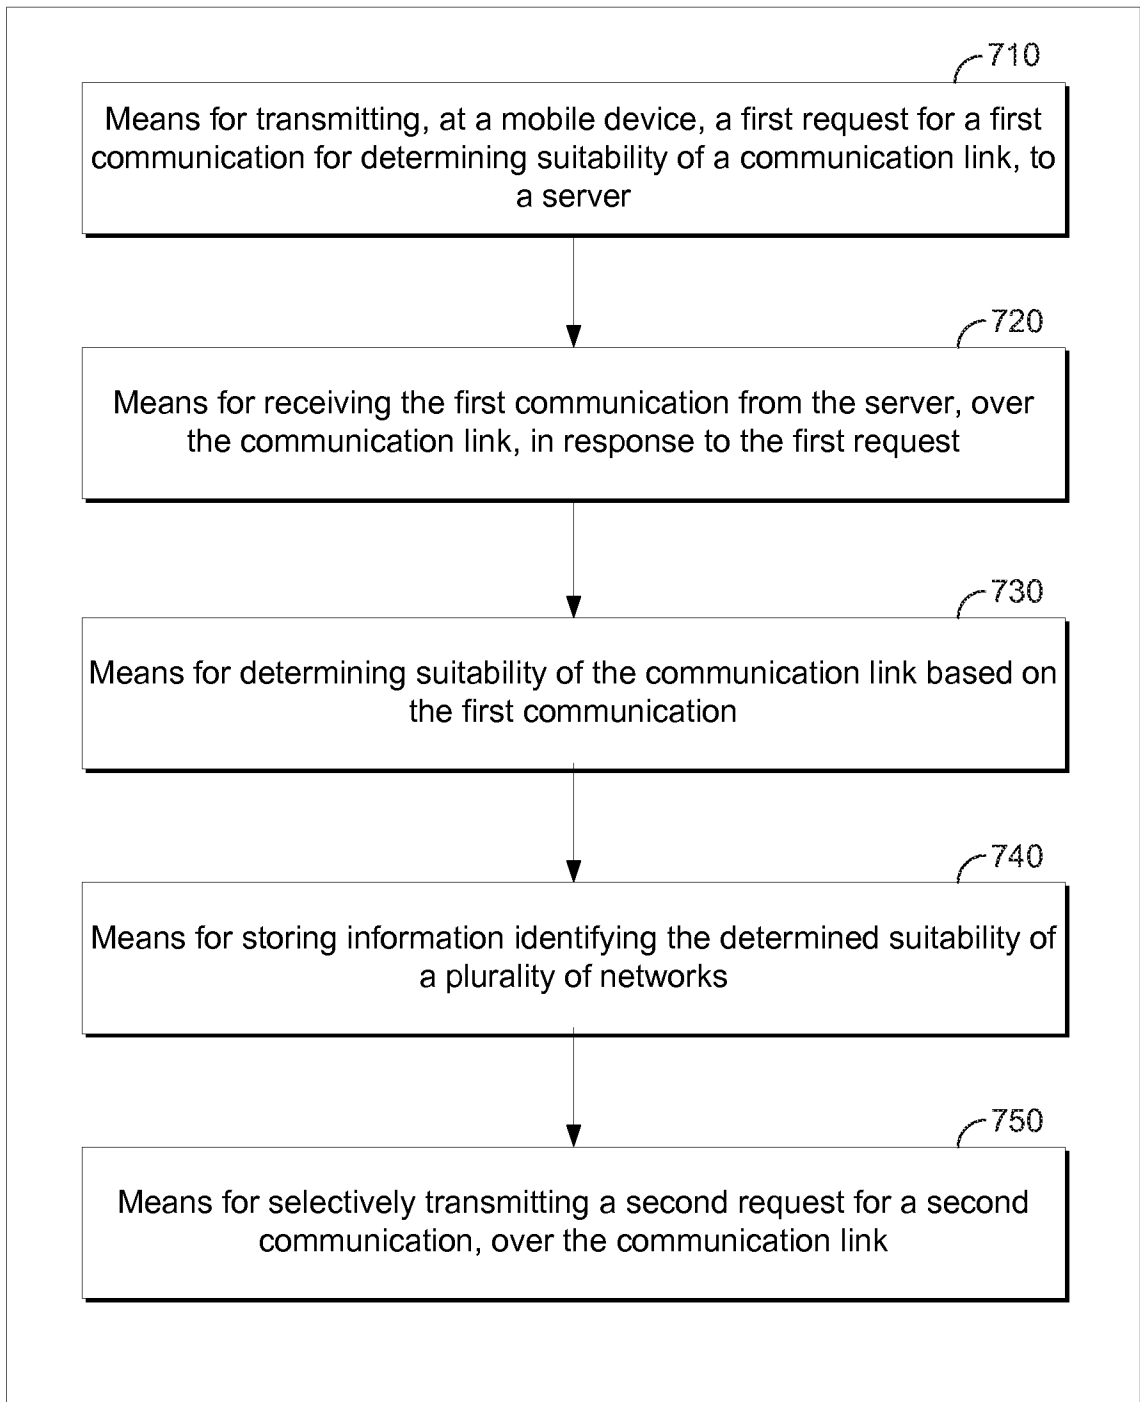 710
Means for transmitting, at a mobile device, a first request for a first
communication for determining suitability of a communication link, to
a server
720
Means for receiving the first communication from the server, over
the communication link, in response to the first request
730
Means for determining suitability of the communication link based on
the first communication
740
Means for storing information identifying the determined suitability of
a plurality of networks
750
Means for selectively transmitting a second request for a second
communication, over the communication link